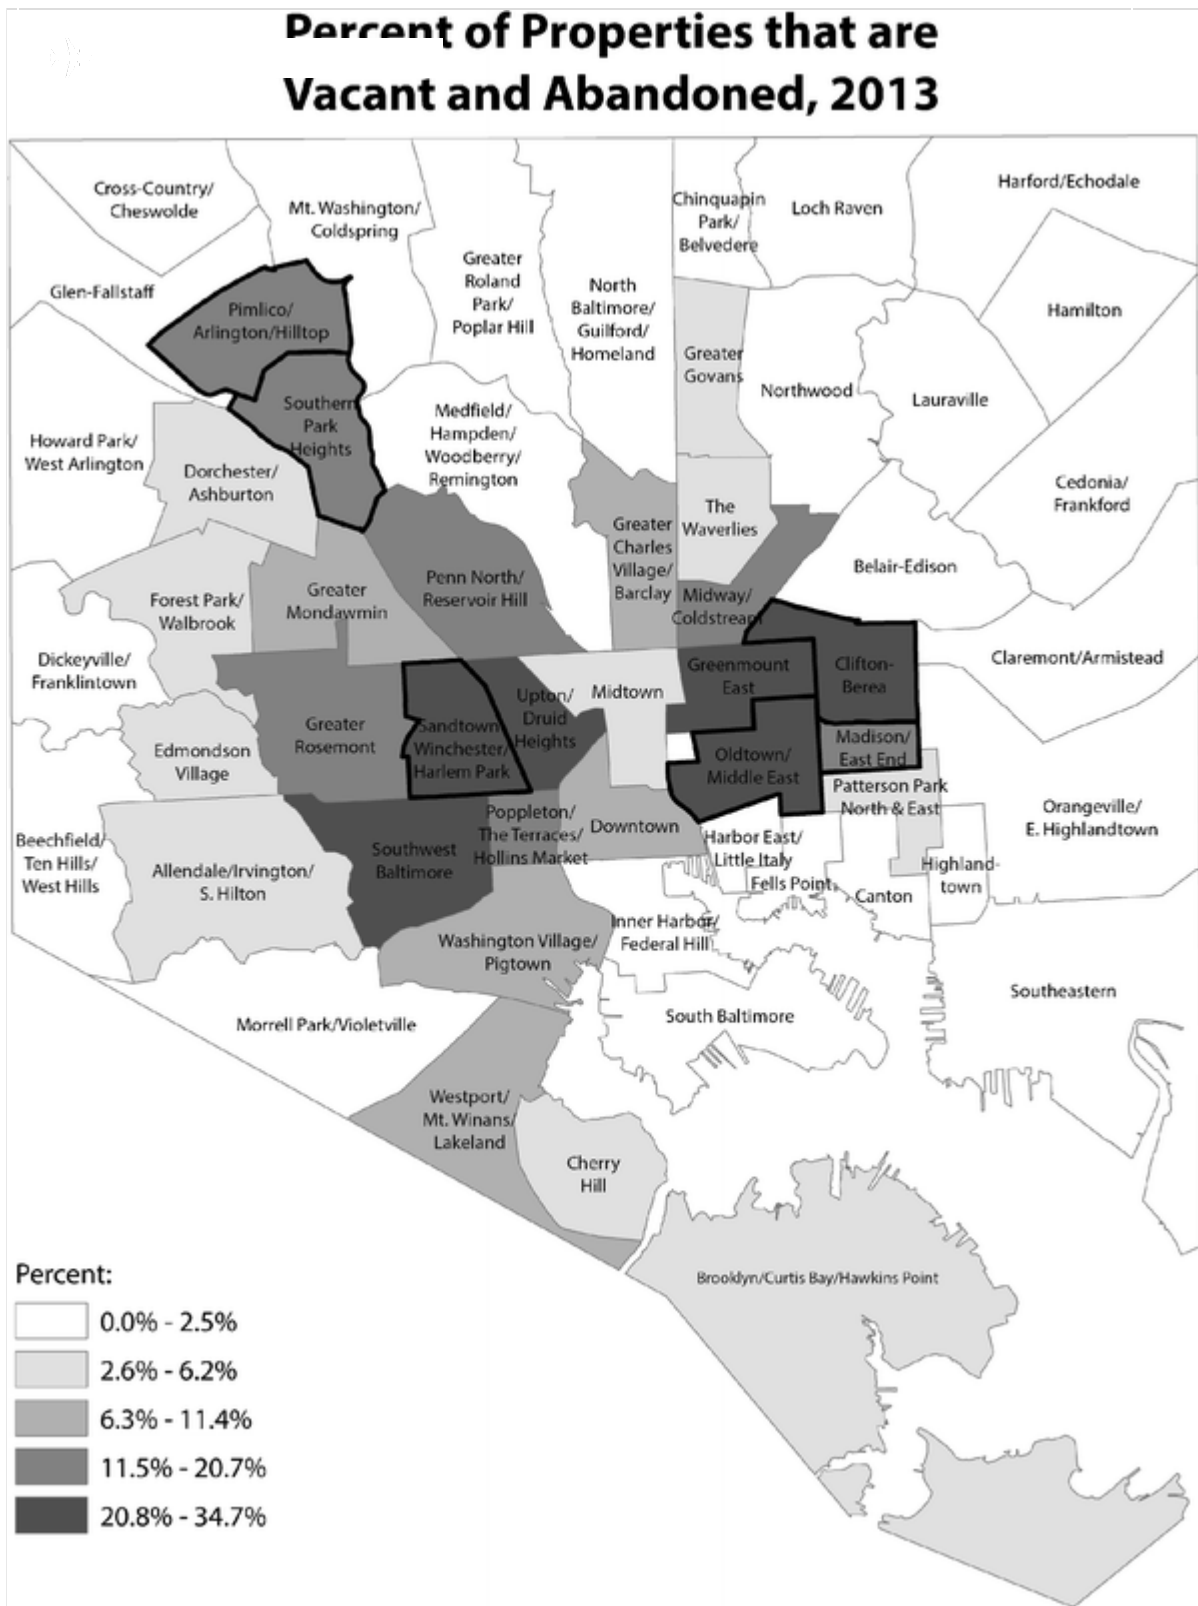 Percent of Properties that are
Vacant and Abandoned, 2013
Cross-Country/
Cheswolde
Mt. Washington/
Coldspring
Greater
Roland
Park/
Poplar Hill
North
Baltimore/
Guilford/
Homeland
Chinquapin
Park/
Belvedere
Loch Raven
Harford/Echodale
Glen-Fallstaff
Pimlico/
Arlington/Hilltop
Hamilton
Greater
Govans
Northwood
Lauraville
Southern
Park
Heights
Medfield/
Hampden/
Woodberry/
Remington
Howard Park/
West Arlington
Dorchester/
Ashburton
Cedonia/
Frankford
The
Waverlies
Greater
Charles
Village/
Barclay
Belair-Edison
Penn North/
Reservoir Hill
Greater
Mondawmin
Midway/
Coldstream
Forest Park/
Walbrook
Dickeyville/
Franklintown
Claremont/Armistead
Greenmount
East
Clifton-
Berea
Midtown
Upton/
Druid
Heights
Greater
Rosemont
Sandtown
Winchester/
Harlem Park
Edmondson
Village
Oldtown/
Middle East
Madison/
East End
Patterson Park
North & East
Orangeville/
E. Highlandtown
Poppleton/
The Terraces/
Hollins Market
Downtown
Harbor East/
Little Italy
Beechfield/
Ten Hills/
West Hills
Allendale/Irvington/
S. Hilton
Southwest
Baltimore
Fells Point
Canton
Highland-
town
Inner Harbor/
Federal Hill
Washington Village/
Pigtown
Southeastern
Morrell Park/Violetville
South Baltimore
Westport/
Mt. Winans/
Lakeland
Cherry
Hill
Brooklyn/Curtis Bay/Hawkins Point
Percent:
0.0% - 2.5%
2.6% - 6.2%
6.3% - 11.4%
11.5% - 20.7%
20.8% - 34.7%